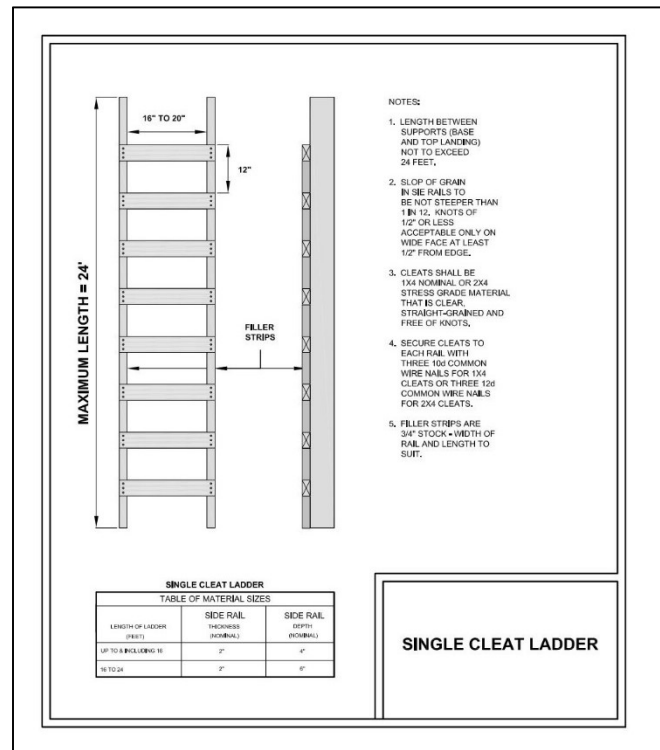 16" TO 20"
12"
MAXIMUM LENGTH = 24'
FILLER
STRIPS
NOTES:
1. LENGTH BETWEEN
SUPPORTS (BASE
AND TOP LANDING)
NOT TO EXCEED
24 FEET.
2. SLOP OF GRAIN
IN SIE RAILS TO
BE NOT STEEPER THAN
1 IN 12. KNOTS OF
1/2" OR LESS
ACCEPTABLE ONLY ON
WIDE FACE AT LEAST
1/2" FROM EDGE.
3. CLEATS SHALL BE
1X4 NOMINAL OR 2X4
STRESS GRADE MATERIAL
THAT IS CLEAR,
STRAIGHT-GRAINED AND
FREE OF KNOTS.
4. SECURE CLEATS TO
EACH RAIL WITH
THREE 10d COMMON
WIRE NAILS FOR 1X4
CLEATS OR THREE 12d
COMMON WIRE NAILS
FOR 2X4 CLEATS.
5. FILLER STRIPS ARE
3/4" STOCK - WIDTH OF
RAIL AND LENGTH TO
SUIT.
SINGLE CLEAT LADDER
TABLE OF MATERIAL SIZES
LENGTH OF LADDER
(FEET)
SIDE RAIL
THICKNESS
(NOMINAL)
SIDE RAIL
DEPTH
(NOMINAL)
UP TO & INCLUDING 16 2" 4"
16 TO 24 2" 6"
SINGLE CLEAT LADDER